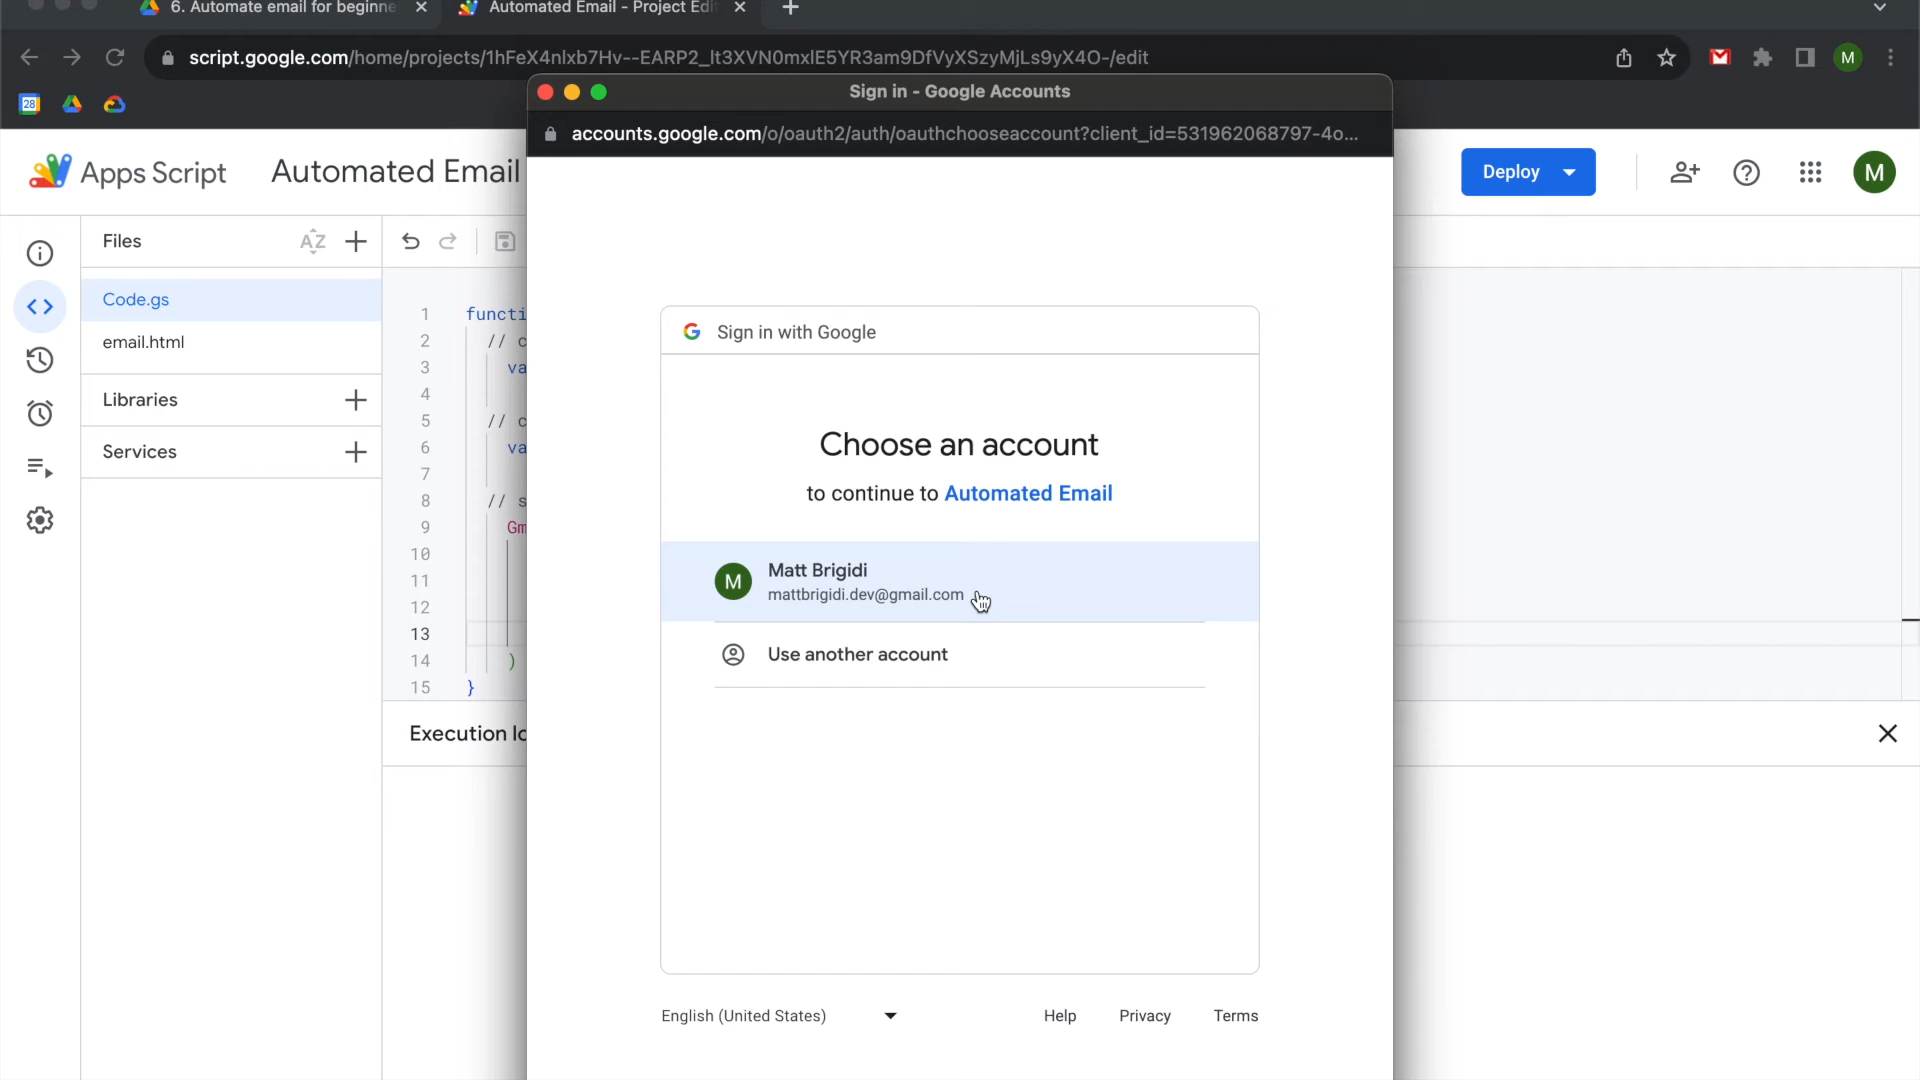 6. Automate email for beginne
Automated Email - Project Edi
script.google.com/home/projects/1hFeX4nlxb7Hv--EARP2_lt3XVN0mxlE5YR3am9DfVyXSzyMjLs9yX4O-/edit
M
28
Sign in - Google Accounts
accounts.google.com/o/oauth2/auth/oauthchooseaccount?client_id=531962068797-4o...
Apps Script
Automated Email
Deploy
M
Files
AZ
Code.gs
email.html
Libraries
Services
1 functi
2 // c
3 va
4
5 // c
6 va
7
8 // s
9 Gm
10
11
12
13
14 )
15 }
Execution lo
Sign in with Google
Choose an account
to continue to Automated Email
M
Matt Brigidi
mattbrigidi.dev@gmail.com
Use another account
English (United States)
Help
Privacy
Terms